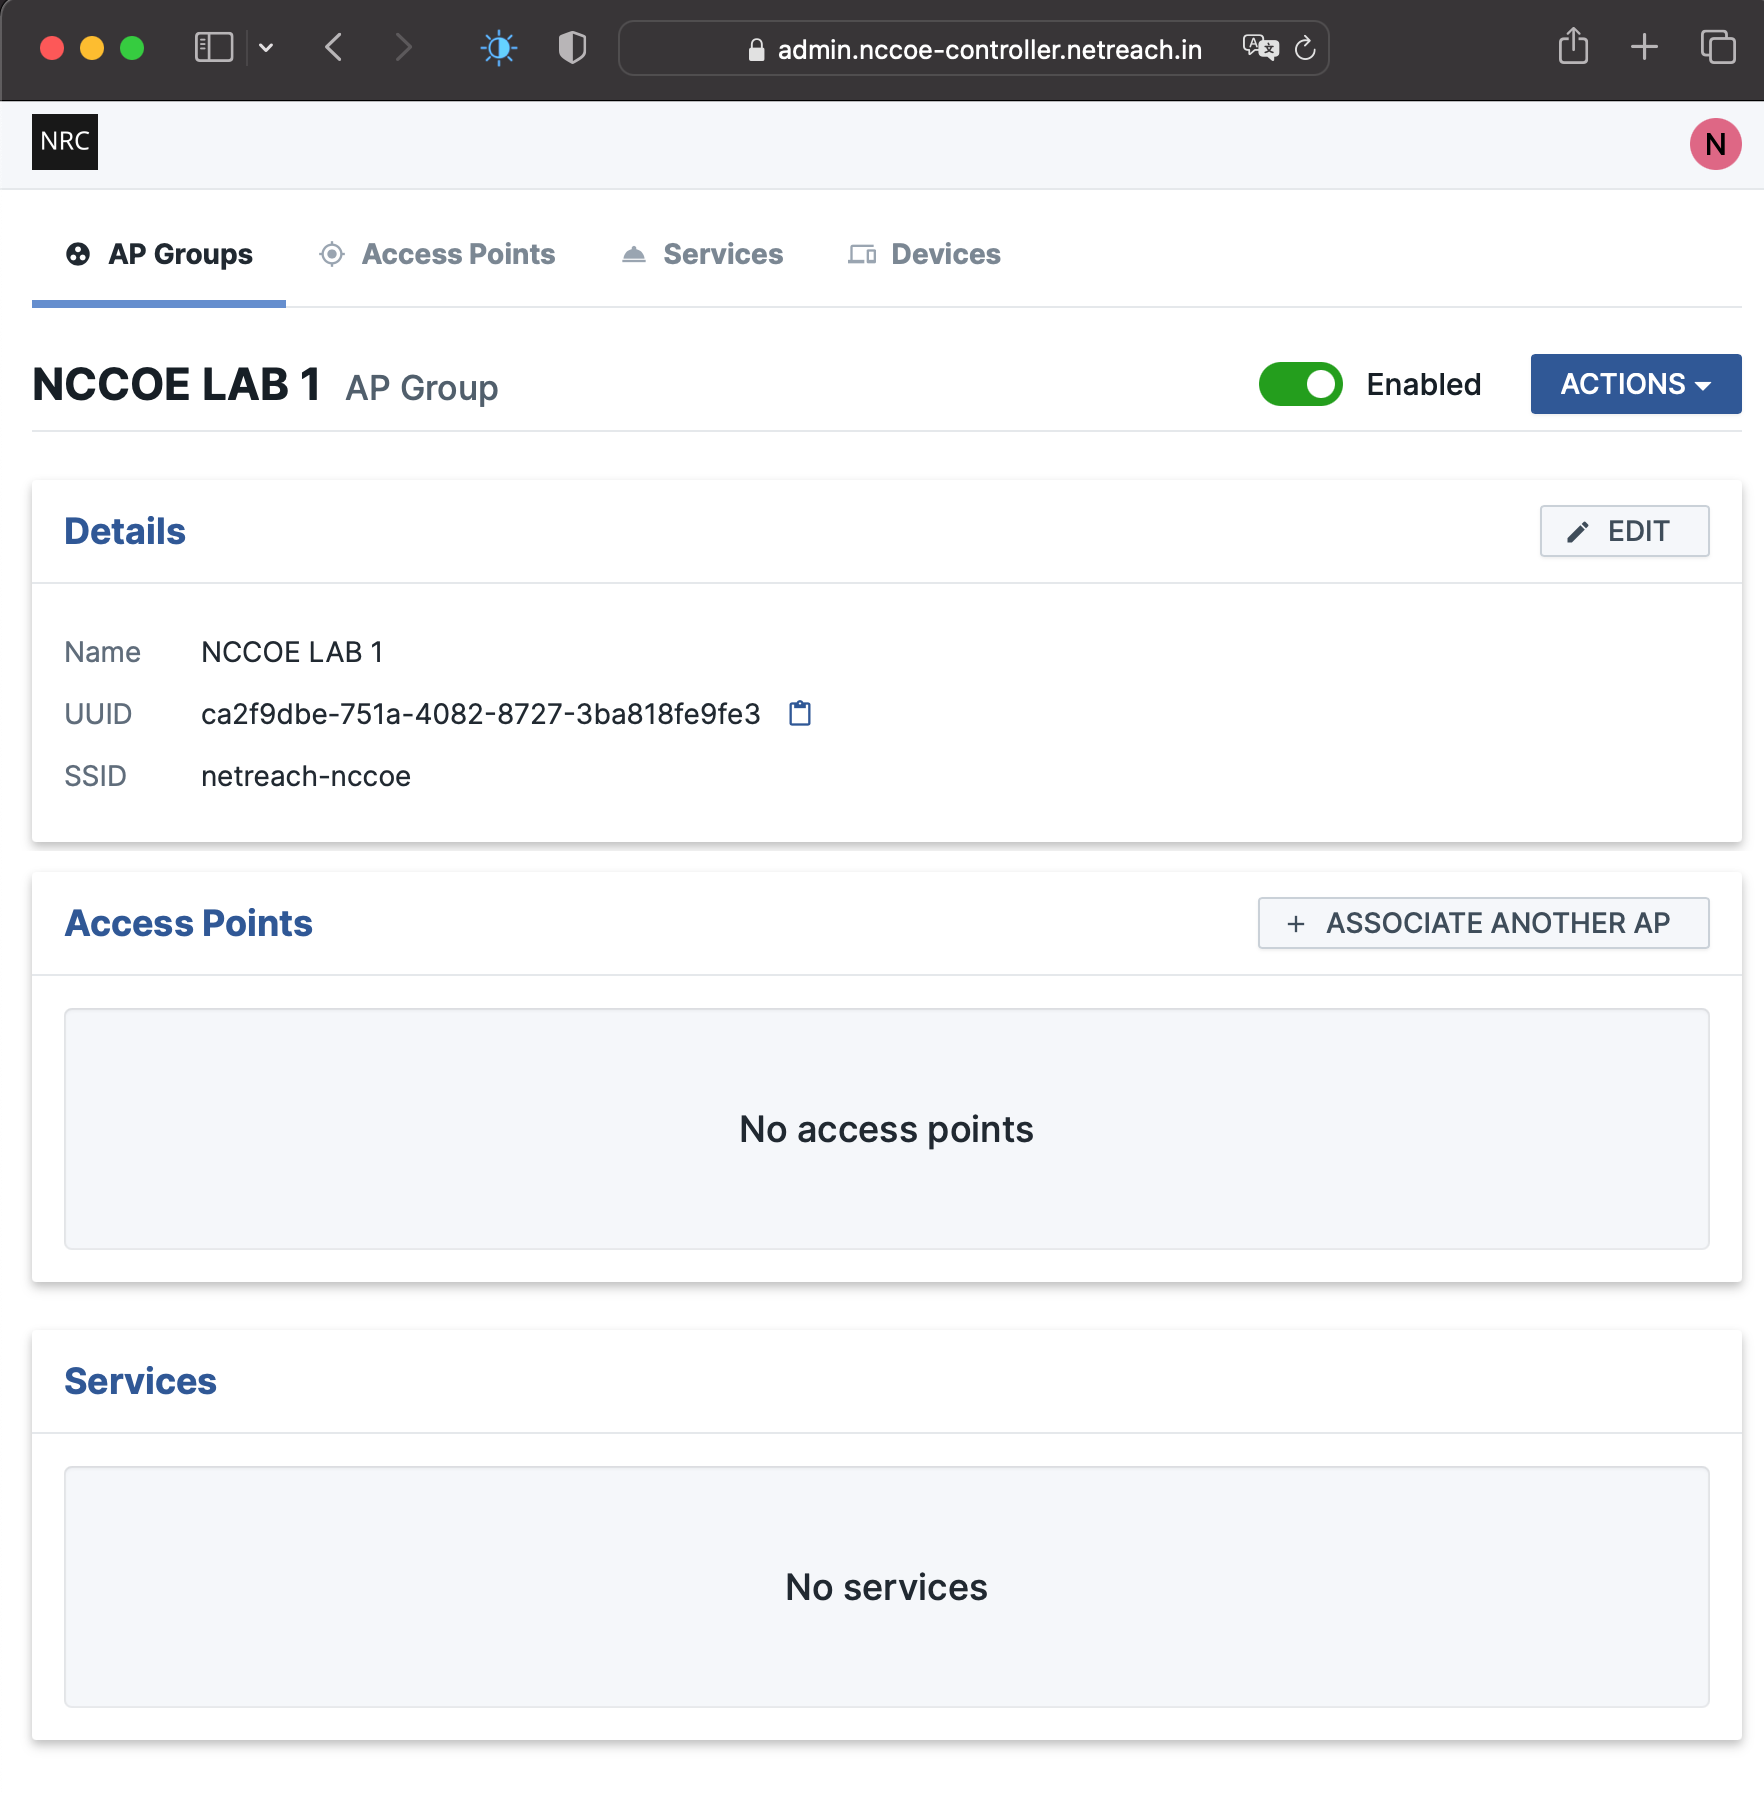 admin.nccoe-controller.netreach.in
NRC
N
AP Groups Access Points Services Devices
NCCOE LAB 1 AP Group Enabled ACTIONS
Details EDIT
Name NCCOE LAB 1
UUID ca2f9dbe-751a-4082-8727-3ba818fe9fe3
SSID netreach-nccoe
Access Points + ASSOCIATE ANOTHER AP
No access points
Services
No services